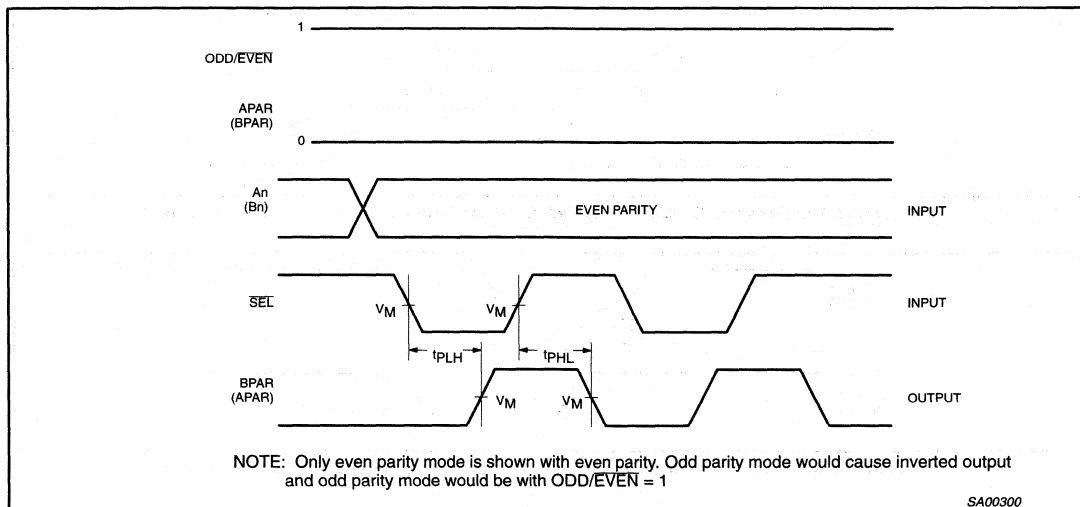 1
ODD/EVEN
APAR
(BPAR)
0
An
(Bn)
EVEN PARITY
INPUT
SEL
VM
VM
INPUT
tPLH
tPHL
BPAR
(APAR)
VM
VM
OUTPUT
NOTE: Only even parity mode is shown with even parity. Odd parity mode would cause inverted output
and odd parity mode would be with ODD/EVEN = 1
SA00300